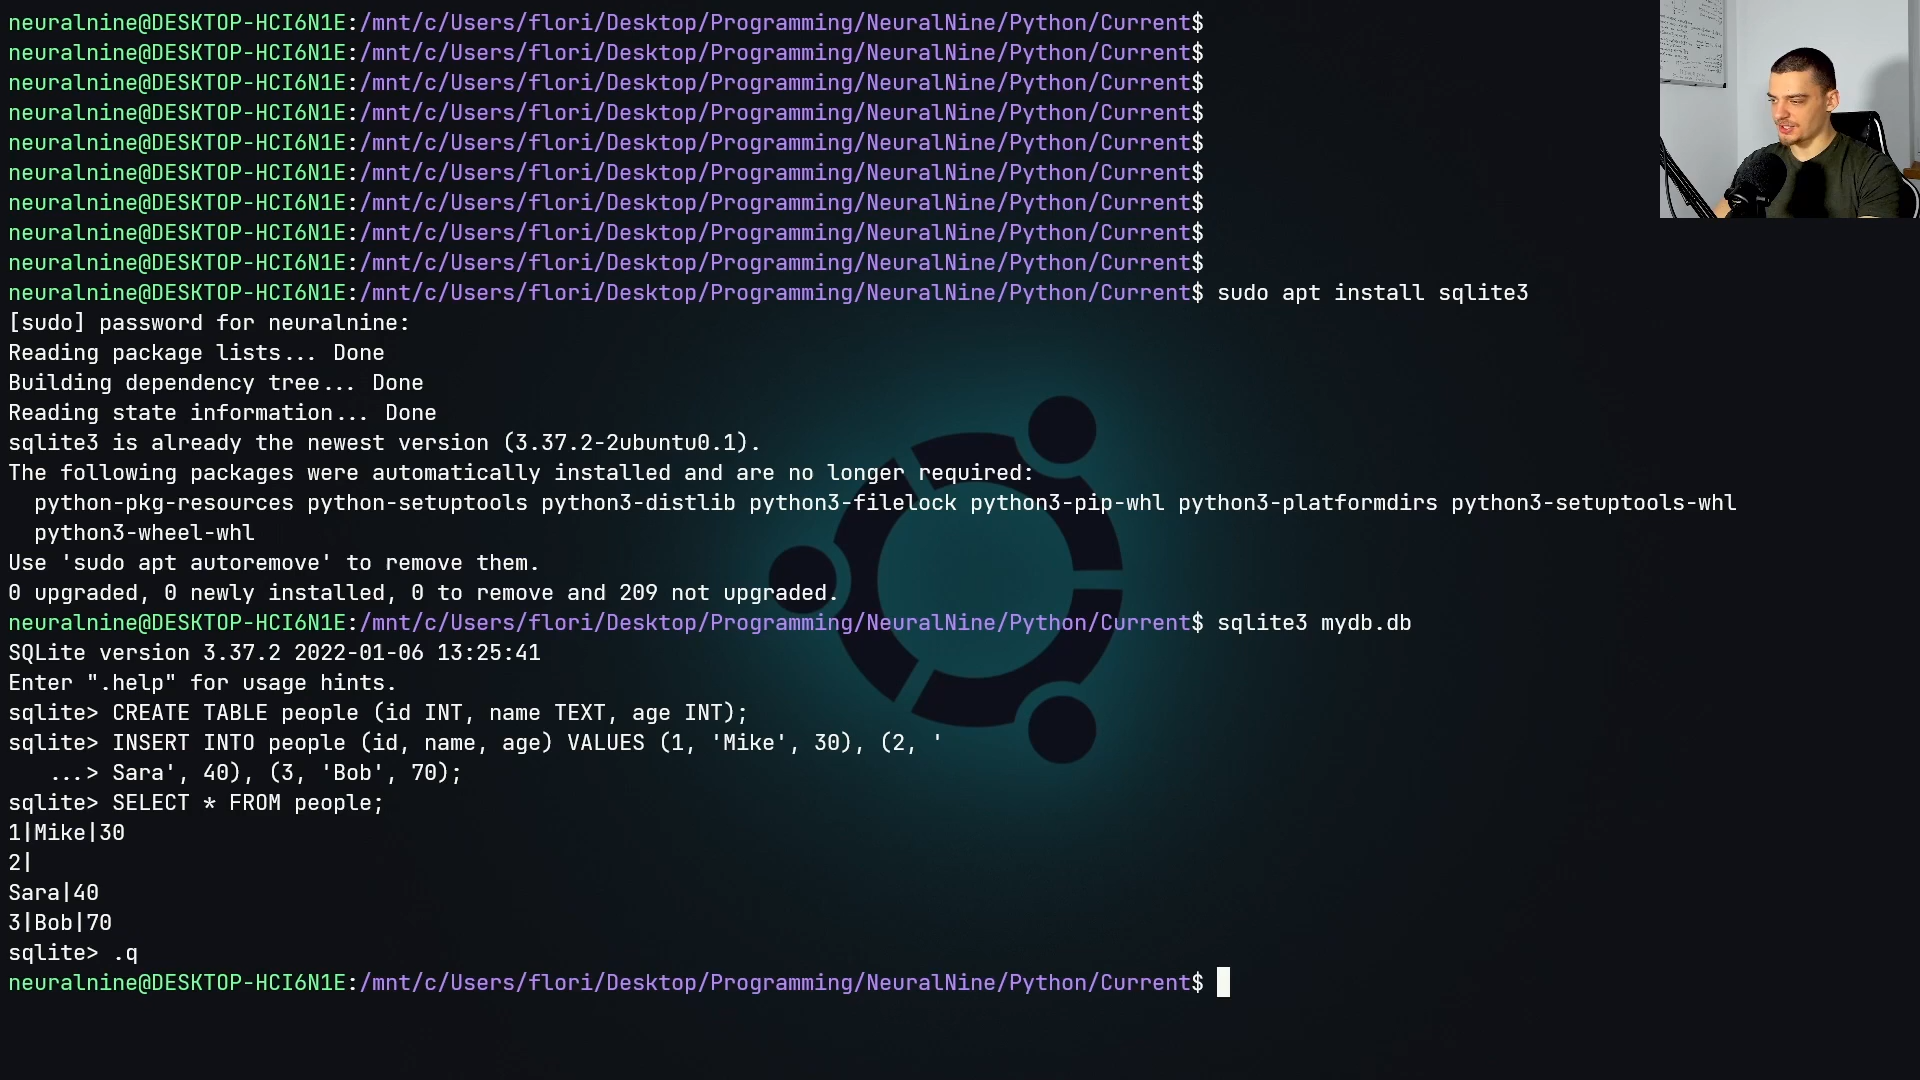 neuralnine@DESKTOP-HCI6N1E:/mnt/c/Users/flori/Desktop/Programming/NeuralNine/Python/Current$
neuralnine@DESKTOP-HCI6N1E:/mnt/c/Users/flori/Desktop/Programming/NeuralNine/Python/Current$
neuralnine@DESKTOP-HCI6N1E:/mnt/c/Users/flori/Desktop/Programming/NeuralNine/Python/Current$
neuralnine@DESKTOP-HCI6N1E:/mnt/c/Users/flori/Desktop/Programming/NeuralNine/Python/Current$
neuralnine@DESKTOP-HCI6N1E:/mnt/c/Users/flori/Desktop/Programming/NeuralNine/Python/Current$
neuralnine@DESKTOP-HCI6N1E:/mnt/c/Users/flori/Desktop/Programming/NeuralNine/Python/Current$
neuralnine@DESKTOP-HCI6N1E:/mnt/c/Users/flori/Desktop/Programming/NeuralNine/Python/Current$
neuralnine@DESKTOP-HCI6N1E:/mnt/c/Users/flori/Desktop/Programming/NeuralNine/Python/Current$
neuralnine@DESKTOP-HCI6N1E:/mnt/c/Users/flori/Desktop/Programming/NeuralNine/Python/Current$
neuralnine@DESKTOP-HCI6N1E:/mnt/c/Users/flori/Desktop/Programming/NeuralNine/Python/Current$ sudo apt install sqlite3
[sudo] password for neuralnine:
Reading package lists... Done
Building dependency tree... Done
Reading state information... Done
sqlite3 is already the newest version (3.37.2-2ubuntu0.1).
The following packages were automatically installed and are no longer required:
  python-pkg-resources python-setuptools python3-distlib python3-filelock python3-pip-whl python3-platformdirs python3-setuptools-whl
  python3-wheel-whl
Use 'sudo apt autoremove' to remove them.
0 upgraded, 0 newly installed, 0 to remove and 209 not upgraded.
neuralnine@DESKTOP-HCI6N1E:/mnt/c/Users/flori/Desktop/Programming/NeuralNine/Python/Current$ sqlite3 mydb.db
SQLite version 3.37.2 2022-01-06 13:25:41
Enter ".help" for usage hints.
sqlite> CREATE TABLE people (id INT, name TEXT, age INT);
sqlite> INSERT INTO people (id, name, age) VALUES (1, 'Mike', 30), (2, '
   ...> Sara', 40), (3, 'Bob', 70);
sqlite> SELECT * FROM people;
1|Mike|30
2|
Sara|40
3|Bob|70
sqlite> .q
neuralnine@DESKTOP-HCI6N1E:/mnt/c/Users/flori/Desktop/Programming/NeuralNine/Python/Current$